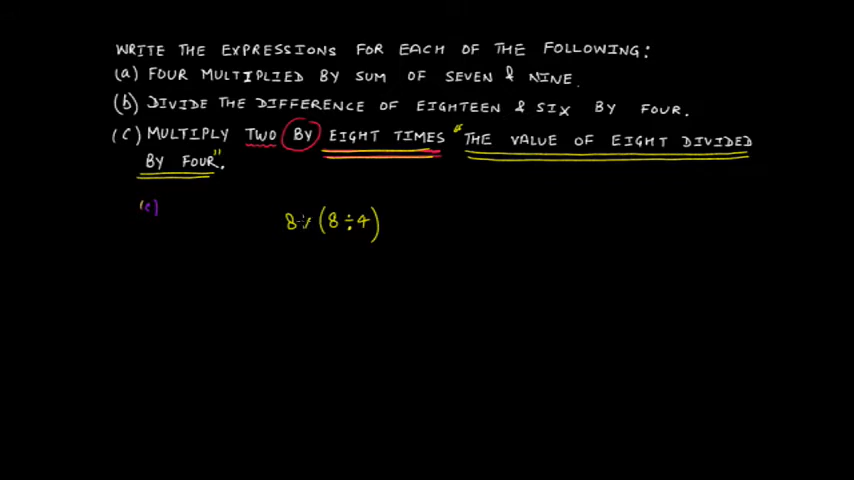 WRITE THE EXPRESSIONS FOR EACH OF THE FOLLOWING:
(a) FOUR MULTIPLIED BY SUM OF SEVEN & NINE.
(b) DIVIDE THE DIFFERENCE OF EIGHTEEN & SIX BY FOUR.
(C) MULTIPLY TWO BY EIGHT TIMES "THE VALUE OF EIGHT DIVIDED
BY FOUR".
(c) 8× (8÷4)